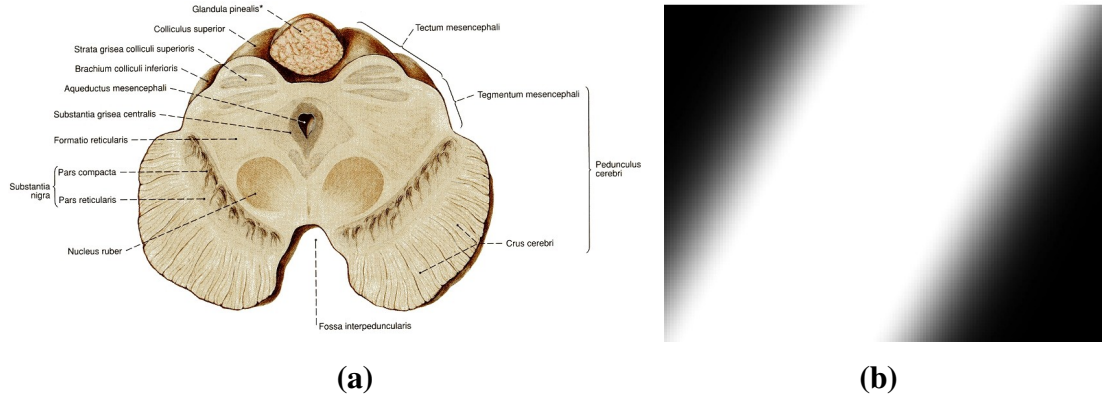 Glandula pinealis*
Colliculus superior
Strata grisea colliculi superioris
Brachium colliculi inferioris
Aqueductus mesencephali
Substantia grisea centralis
Formatio reticularis
Substantia
nigra
Pars compacta
Pars reticularis
Nucleus ruber
Tectum mesencephali
Tegmentum mesencephali
Pedunculus
cerebri
Crus cerebri
Fossa interpeduncularis
(a)
(b)